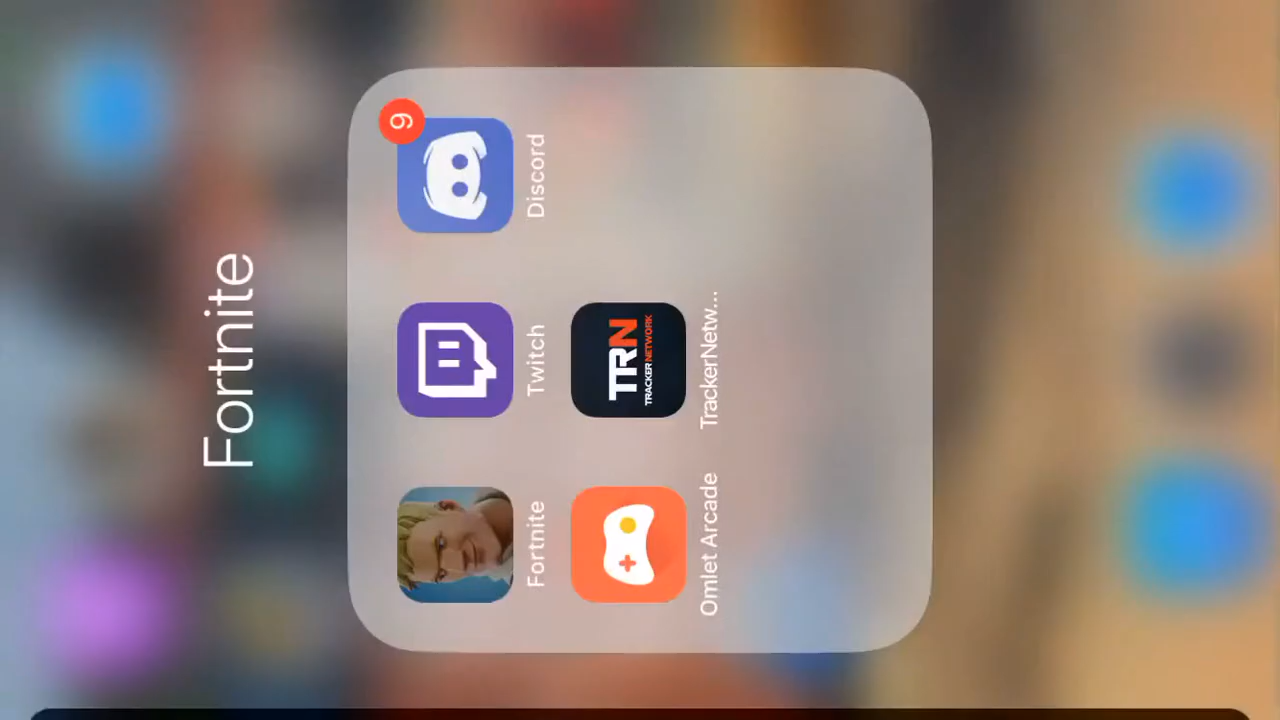 Fortnite
Fortnite
Twitch
9
Discord
TRN
TRACKER NETWORK
Omlet Arcade
TrackerNetw...